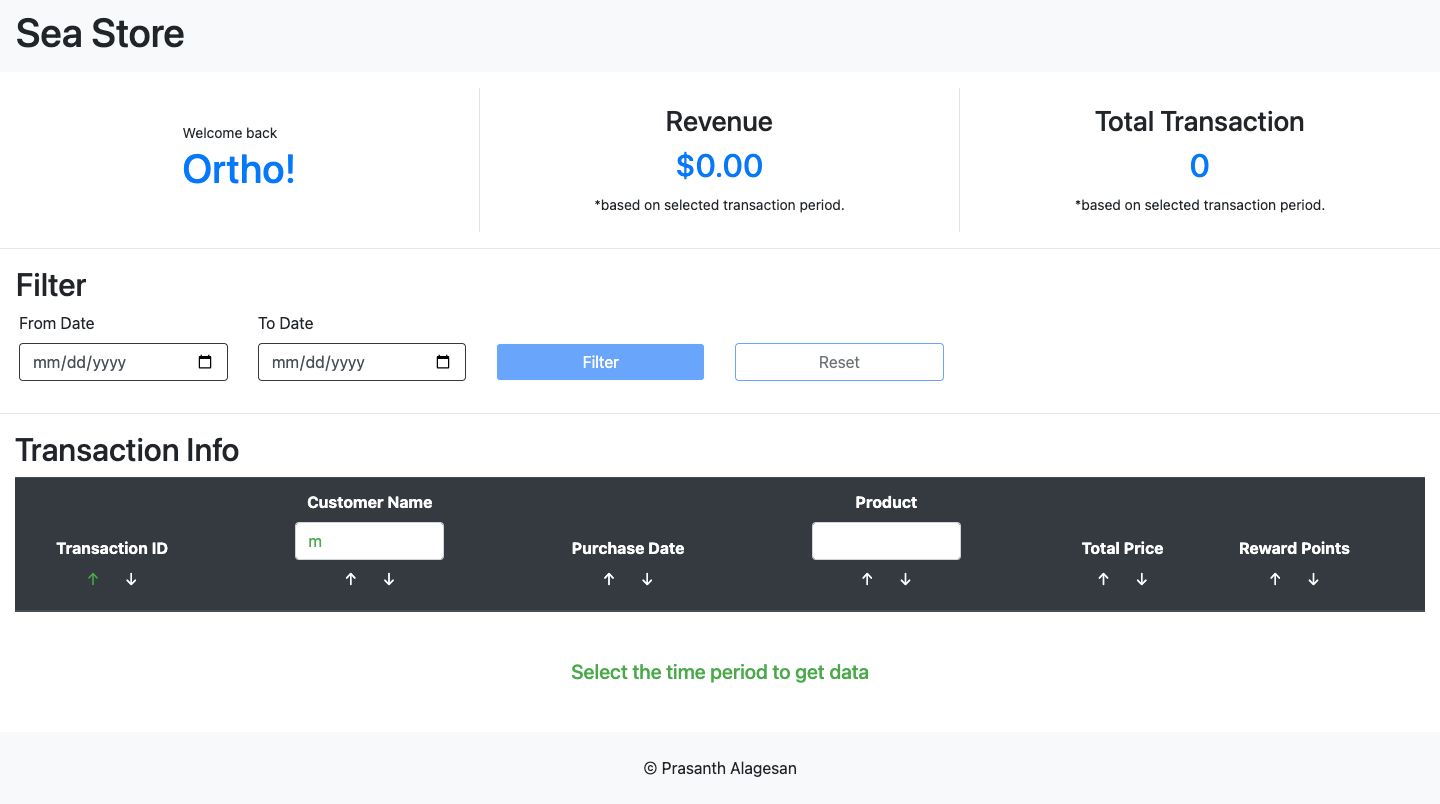 Sea Store
Welcome back
Ortho!
Revenue
$0.00
*based on selected transaction period.
Total Transaction
0
*based on selected transaction period.
Filter
From Date
To Date
mm/dd/yyyy
mm/dd/yyyy
Filter
Reset
Transaction Info
Transaction ID
↑ ↓
Customer Name
m
↑ ↓
Purchase Date
↑ ↓
Product
↑ ↓
Total Price
↑ ↓
Reward Points
↑ ↓
Select the time period to get data
© Prasanth Alagesan